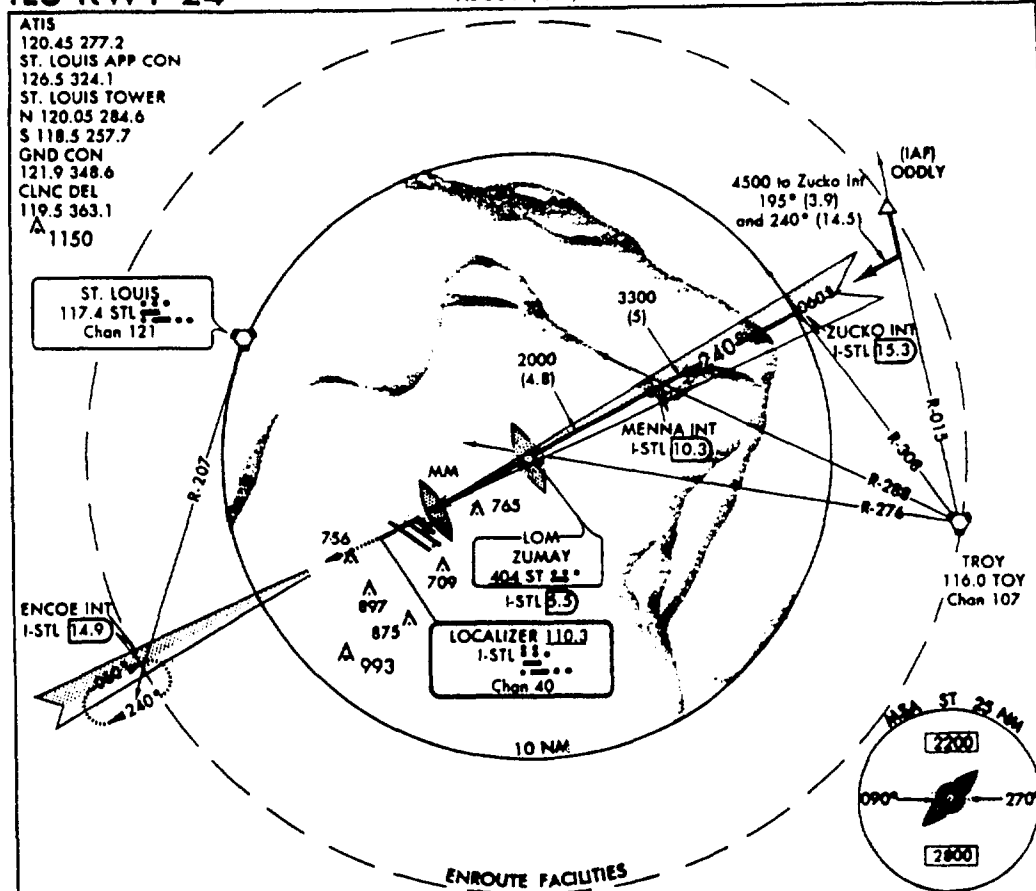 ATIS
120.45 277.2
ST. LOUIS APP CON
126.5 324.1
ST. LOUIS TOWER
N 120.05 284.6
S 118.5 257.7
GND CON
121.9 348.6
CLNC DEL
119.5 363.1
1150
(IAF)
ODDLY
4500 to Zucko Int
195° (3.9)
and 240° (14.5)
ST. LOUIS
117.4 STL
Chan 121
3300
(5)
060°
240°
ZUCKO INT
I-STL 15.3
2000
(4.8)
MENNA INT
I-STL 10.3
R-015
R-308
R-288
R-276
R-207
MM
765
TROY
116.0 TOY
Chan 107
LOM
ZUMAY
404 ST
I-STL 5.5
756
709
897
875
993
LOCALIZER 110.3
I-STL
Chan 40
ENCOE INT
I-STL 14.9
060°
240°
10 NM
MSA ST 25 NM
2200
090°
270°
2800
ENROUTE FACILITIES